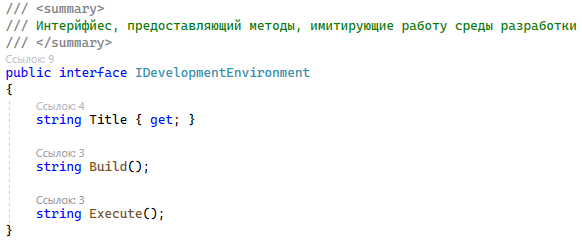 /// <summary>
/// Интерйфйес, предоставляющий методы, имитирующие работу среды разработки
/// </summary>
Ссылок: 9
public interface IDevelopmentEnvironment
{
Ссылок: 4
string Title { get; }
Ссылок: 3
string Build();
Ссылок: 3
string Execute();
}